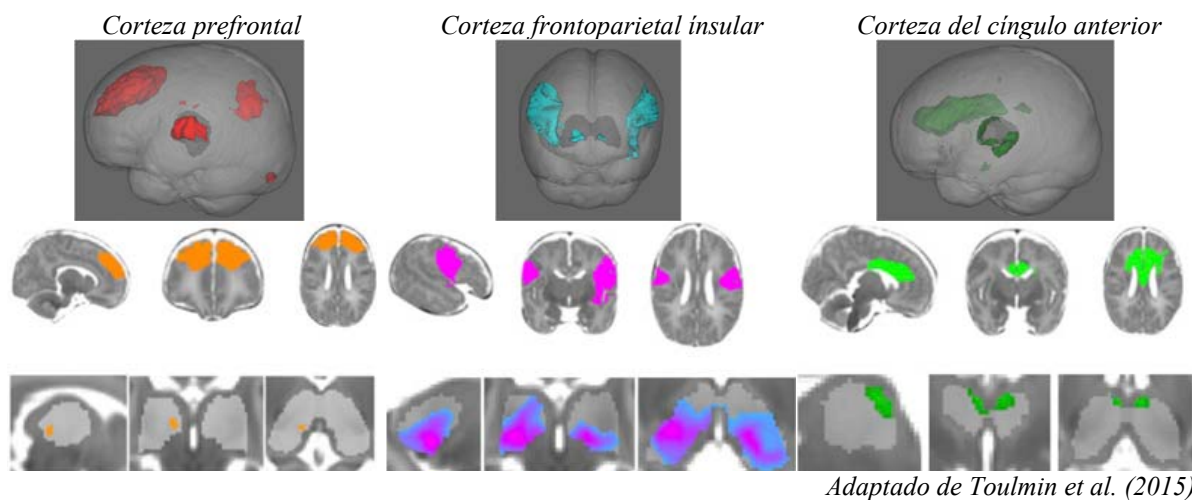 Corteza prefrontal
Corteza frontoparietal ínsular
Corteza del cíngulo anterior
Adaptado de Toulmin et al. (2015)